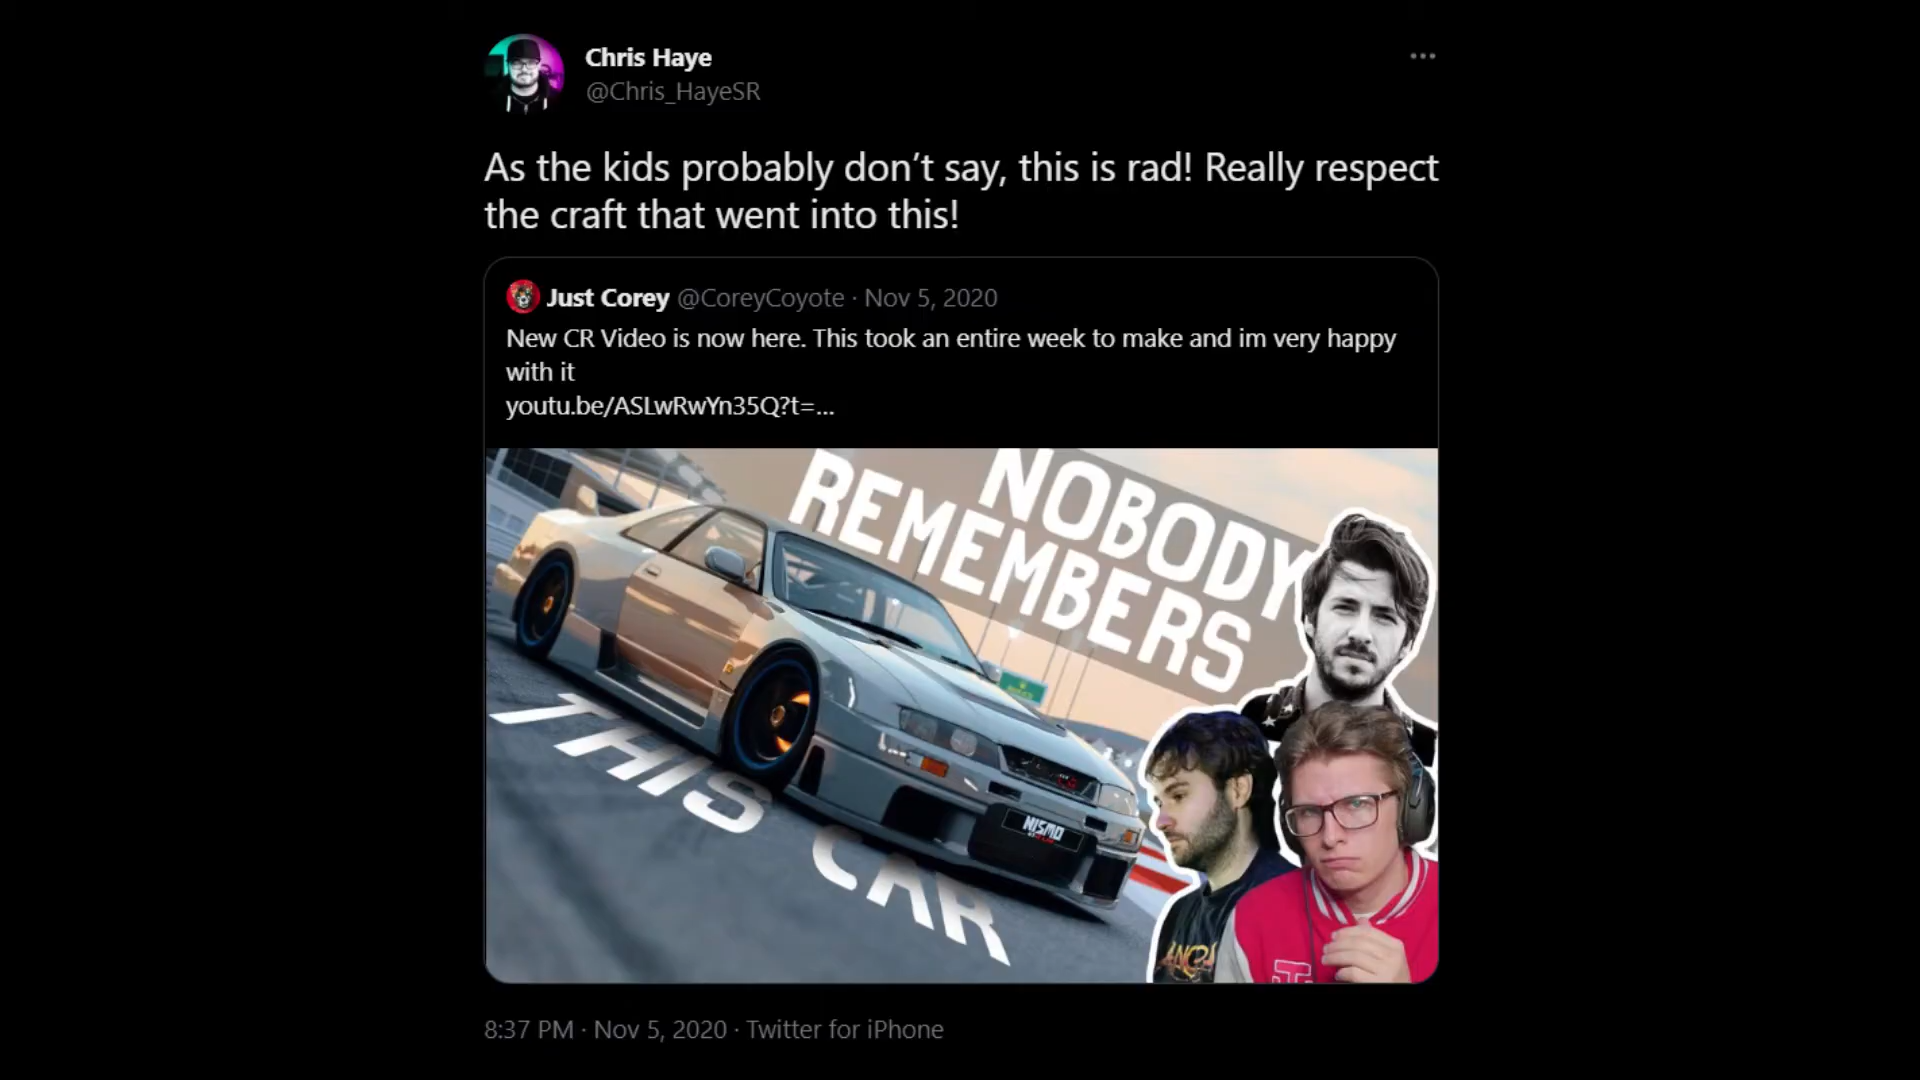 Chris Haye
@Chris_HayeSR
As the kids probably don’t say, this is rad! Really respect
the craft that went into this!
Just Corey @CoreyCoyote · Nov 5, 2020
New CR Video is now here. This took an entire week to make and im very happy
with it
youtu.be/ASLwRwYn35Q?t=...
NOBODY
REMEMBERS
THIS CAR
NISMO
8:37 PM · Nov 5, 2020 · Twitter for iPhone